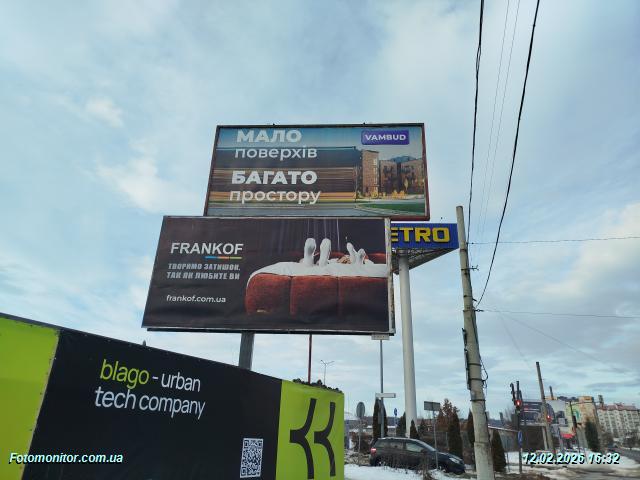 МАЛО
поверхів
БАГАТО
простору
VAMBUD
FRANKOF
ТВОРИМО ЗАТИШОК,
ТАК ЯК ЛЮБИТЕ ВИ
frankof.com.ua
ETRO
blago - urban
tech company
Fotomonitor.com.ua
12.02.2026 16:32